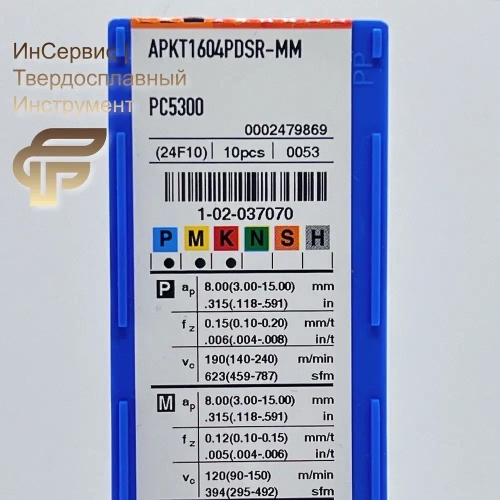 ИнСервис |
Твердосплавный
Инструмент
APKT1604PDSR-MM
PC5300
0002479869
(24F10) | 10pcs | 0053
1-02-037070
P M K N S H
P ap 8.00(3.00-15.00) mm
.315(.118-.591) in
fz 0.15(0.10-0.20) mm/t
.006(.004-.008) in/t
vc 190(140-240) m/min
623(459-787) sfm
M ap 8.00(3.00-15.00) mm
.315(.118-.591) in
fz 0.12(0.10-0.15) mm/t
.005(.004-.006) in/t
vc 120(90-150) m/min
394(295-492) sfm
PP